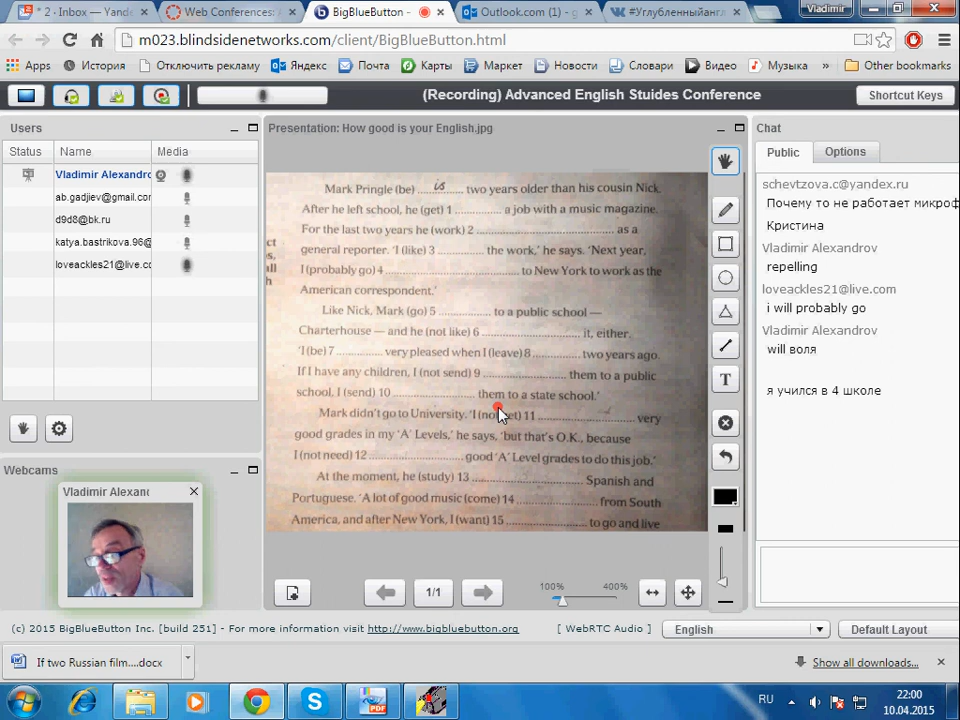 * 2 · Inbox — Yande
Web Conferences:
BigBlueButton -
Outlook.com (1) - g
#Углубленныйангл
Vladimir
m023.blindsidenetworks.com/client/BigBlueButton.html
Apps
История
Отключить рекламу
Яндекс
Почта
Карты
Маркет
Новости
Словари
Видео
Музыка
»
Other bookmarks
(Recording) Advanced English Stuides Conference
Shortcut Keys
Users
Status
Name
Media
Vladimir Alexandro
ab.gadjiev@gmail.com
d9d8@bk.ru
katya.bastrikova.96@
loveackles21@live.co
Webcams
Vladimir Alexand
Presentation: How good is your English.jpg
Mark Pringle (be) ....is.... two years older than his cousin Nick.
After he left school, he (get) 1 ............ a job with a music magazine.
For the last two years he (work) 2 ............ as a
general reporter. 'I (like) 3 ............ the work,' he says. 'Next year,
I (probably go) 4 ............ to New York to work as the
American correspondent.'
Like Nick, Mark (go) 5 ............ to a public school —
Charterhouse — and he (not like) 6 ............ it, either.
'I (be) 7 ............ very pleased when I (leave) 8 ............ two years ago.
If I have any children, I (not send) 9 ............ them to a public
school, I (send) 10 ............ them to a state school.'
Mark didn't go to University. 'I (not get) 11 ............ very
good grades in my 'A' Levels,' he says, 'but that's O.K., because
I (not need) 12 ............ good 'A' Level grades to do this job.'
At the moment, he (study) 13 ............ Spanish and
Portuguese. 'A lot of good music (come) 14 ............ from South
America, and after New York, I (want) 15 ............ to go and live
1/1
100%
400%
Chat
Public
Options
schevtzova.c@yandex.ru
Почему то не работает микроф
Кристина
Vladimir Alexandrov
repelling
loveackles21@live.com
i will probably go
Vladimir Alexandrov
will воля
я учился в 4 школе
(c) 2015 BigBlueButton Inc. [build 251] - For more information visit http://www.bigbluebutton.org
[ WebRTC Audio ]
English
Default Layout
If two Russian film....docx
Show all downloads...
RU
22:00
10.04.2015